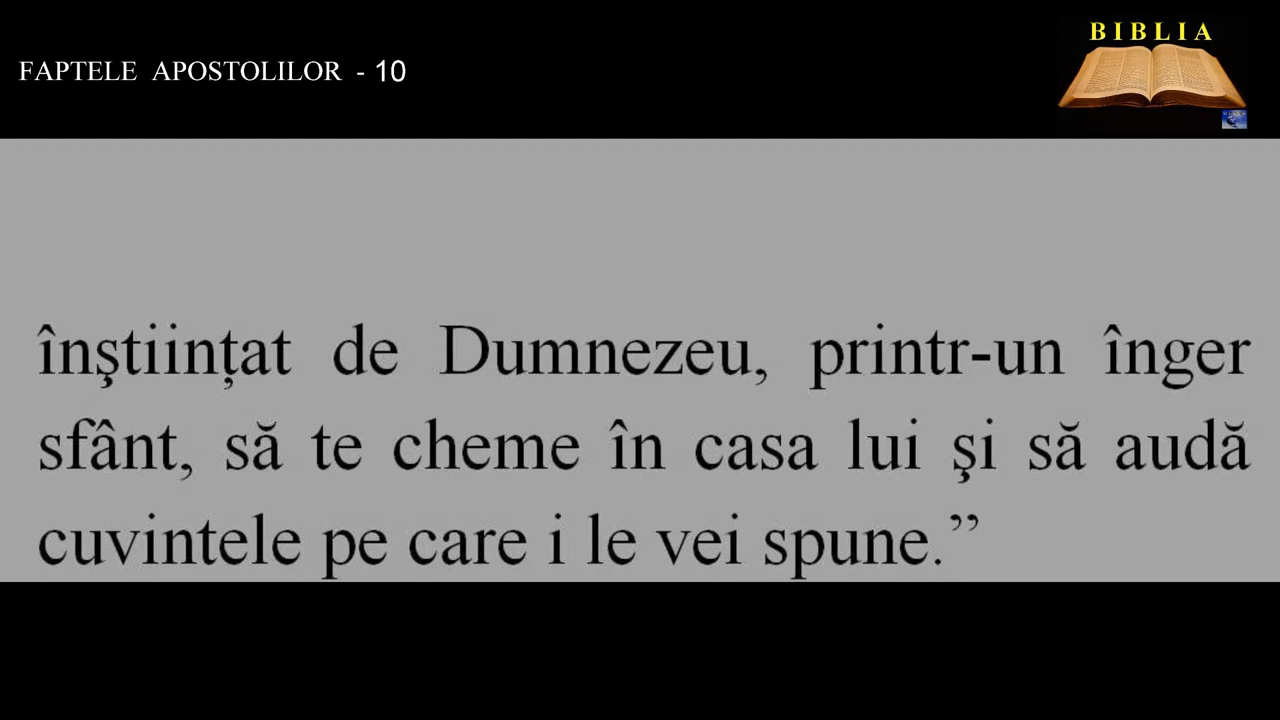 BIBLIA
FAPTELE APOSTOLILOR - 10
înştiinţat de Dumnezeu, printr-un înger
sfânt, să te cheme în casa lui şi să audă
cuvintele pe care i le vei spune.”